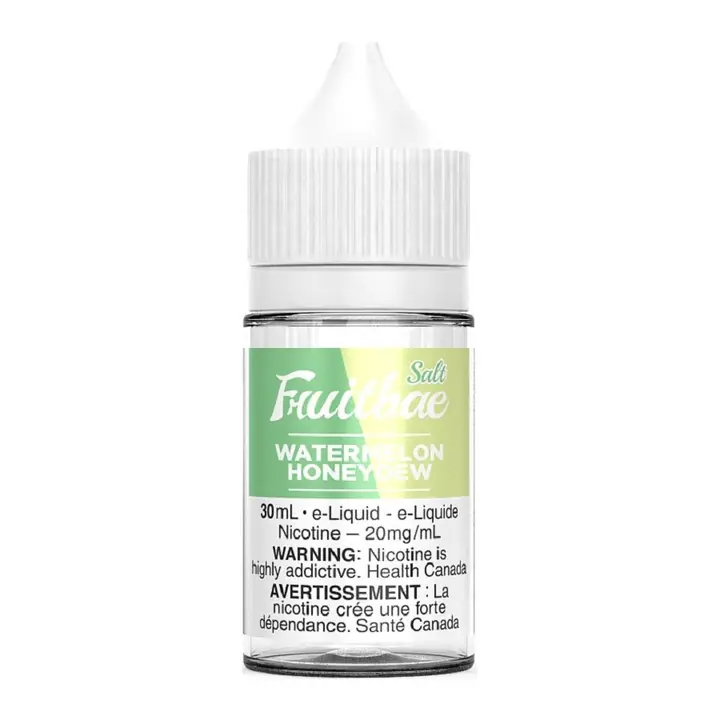 Salt
Fruitbae
WATERMELON
HONEYDEW
30mL • e-Liquid - e-Liquide
Nicotine – 20mg/mL
WARNING: Nicotine is
highly addictive. Health Canada
AVERTISSEMENT : La
nicotine crée une forte
dépendance. Santé Canada